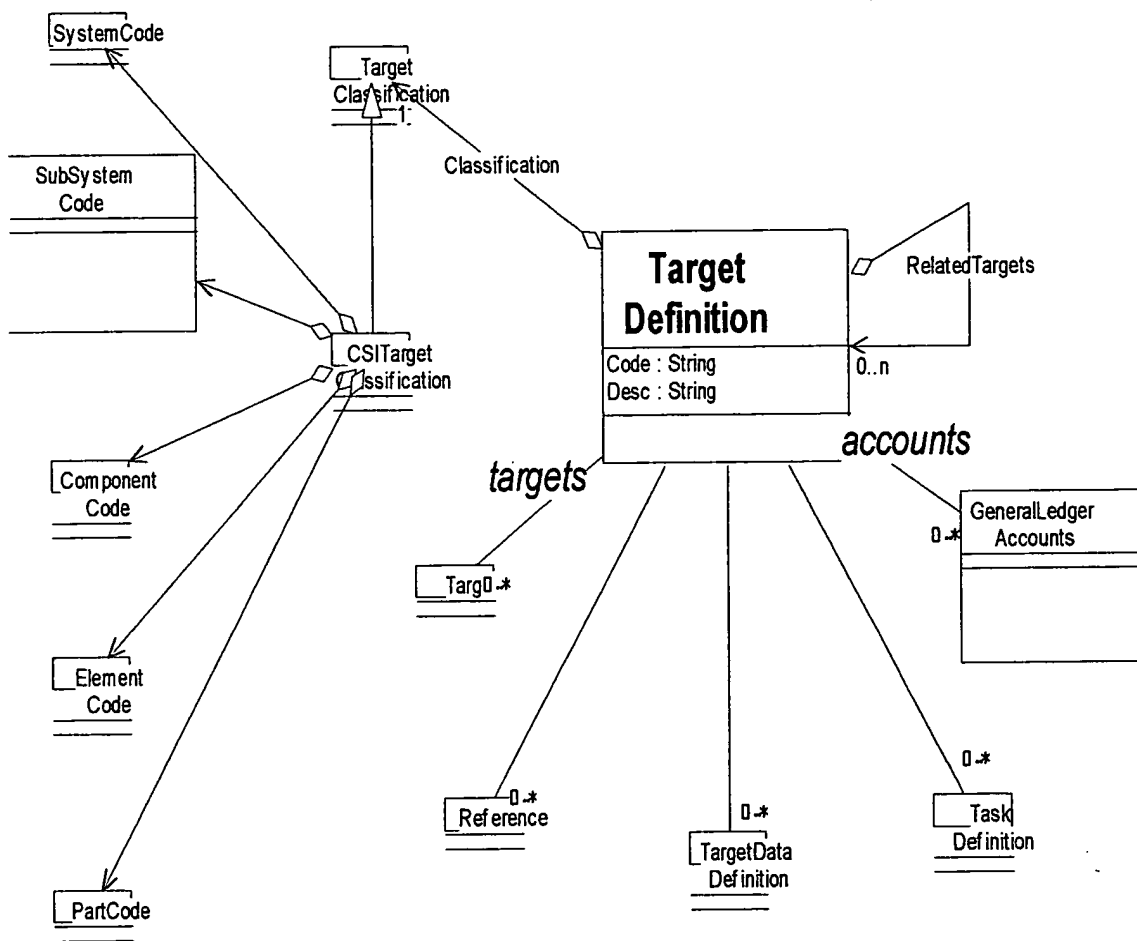 SystemCode
Target
Classification
1
Classification
SubSystem
Code
Target
Definition
Code : String
Desc : String
RelatedTargets
0..n
CSITarget
Component
Code
targets
accounts
GeneralLedger
Accounts
0..*
Targ
0..*
Element
Code
Reference
0..*
TargetData
Definition
0..*
Task
Definition
0..*
PartCode